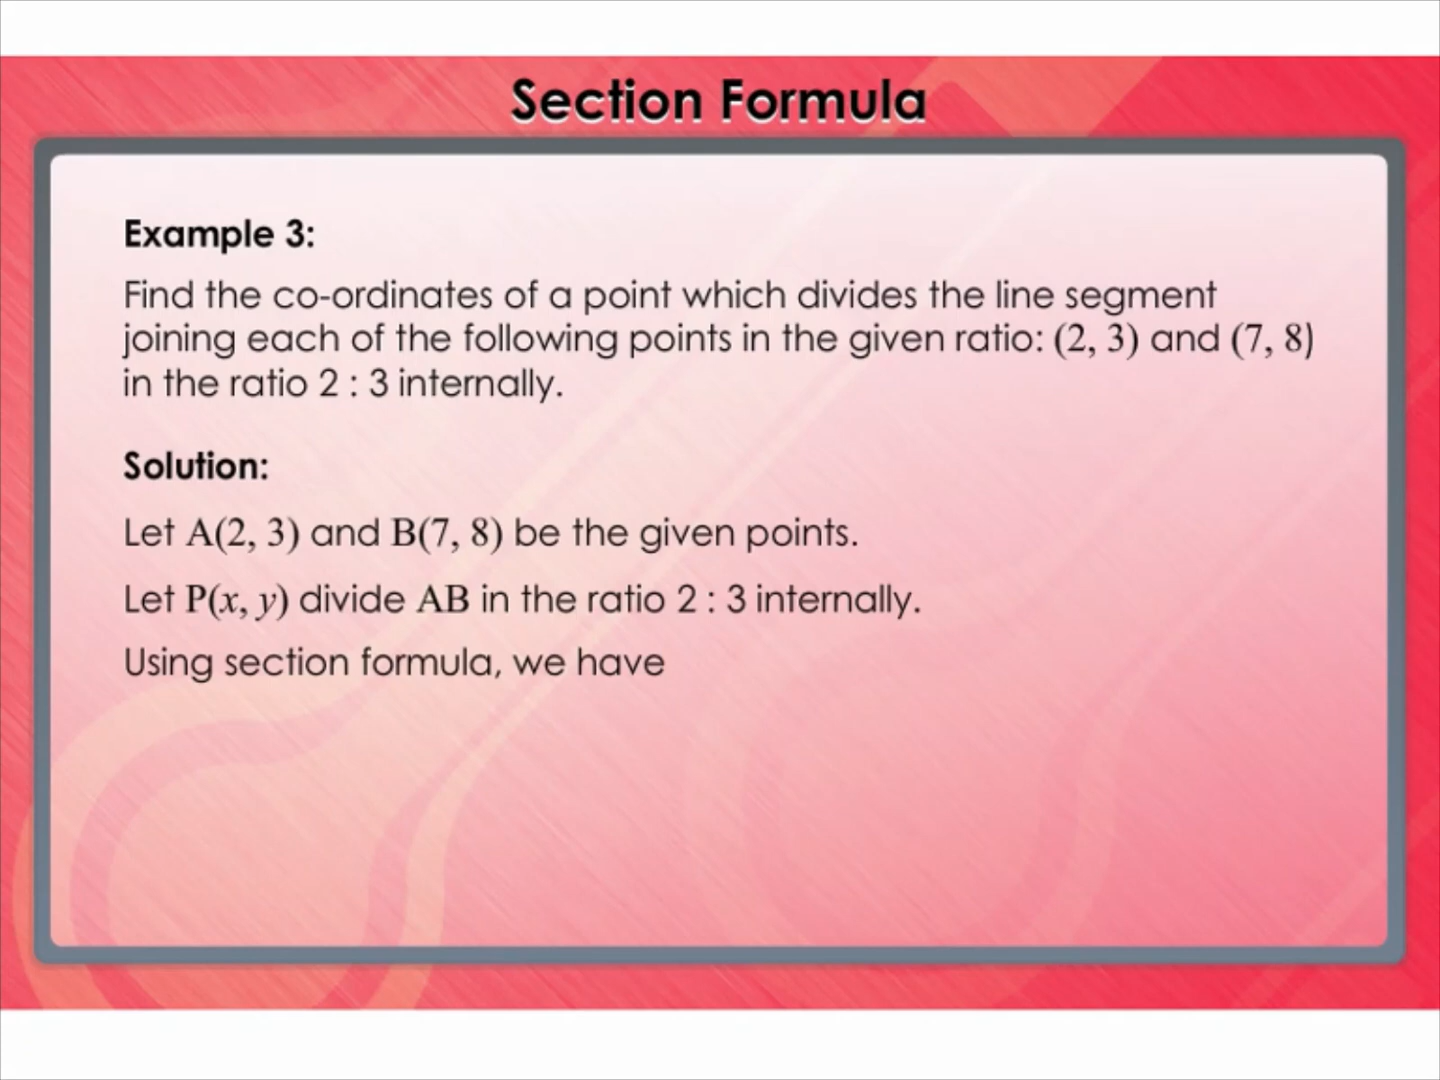 Section Formula
Example 3:
Find the co-ordinates of a point which divides the line segment
joining each of the following points in the given ratio: (2, 3) and (7, 8)
in the ratio 2 : 3 internally.
Solution:
Let A(2, 3) and B(7, 8) be the given points.
Let P(x, y) divide AB in the ratio 2 : 3 internally.
Using section formula, we have